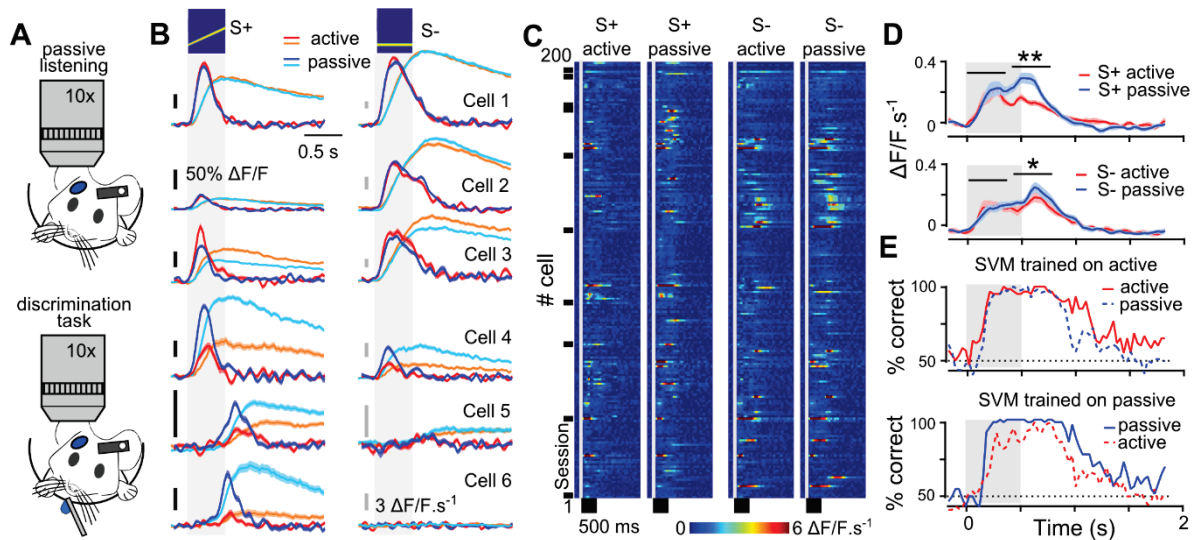 A
passive
listening
10x
discrimination
task
10x
B
S+
S-
active
passive
Cell 1
0.5 s
50% ΔF/F
Cell 2
Cell 3
Cell 4
Cell 5
Cell 6
3 ΔF/F.s⁻¹
C
S+
active
S+
passive
S-
active
S-
passive
200
# cell
Session
1
500 ms
0
6 ΔF/F.s⁻¹
D
**
0.4
0
S+ active
S+ passive
ΔF/F.s⁻¹
*
0.4
0
S- active
S- passive
E
SVM trained on active
100
50
% correct
active
passive
SVM trained on passive
100
50
% correct
passive
active
0
2
Time (s)